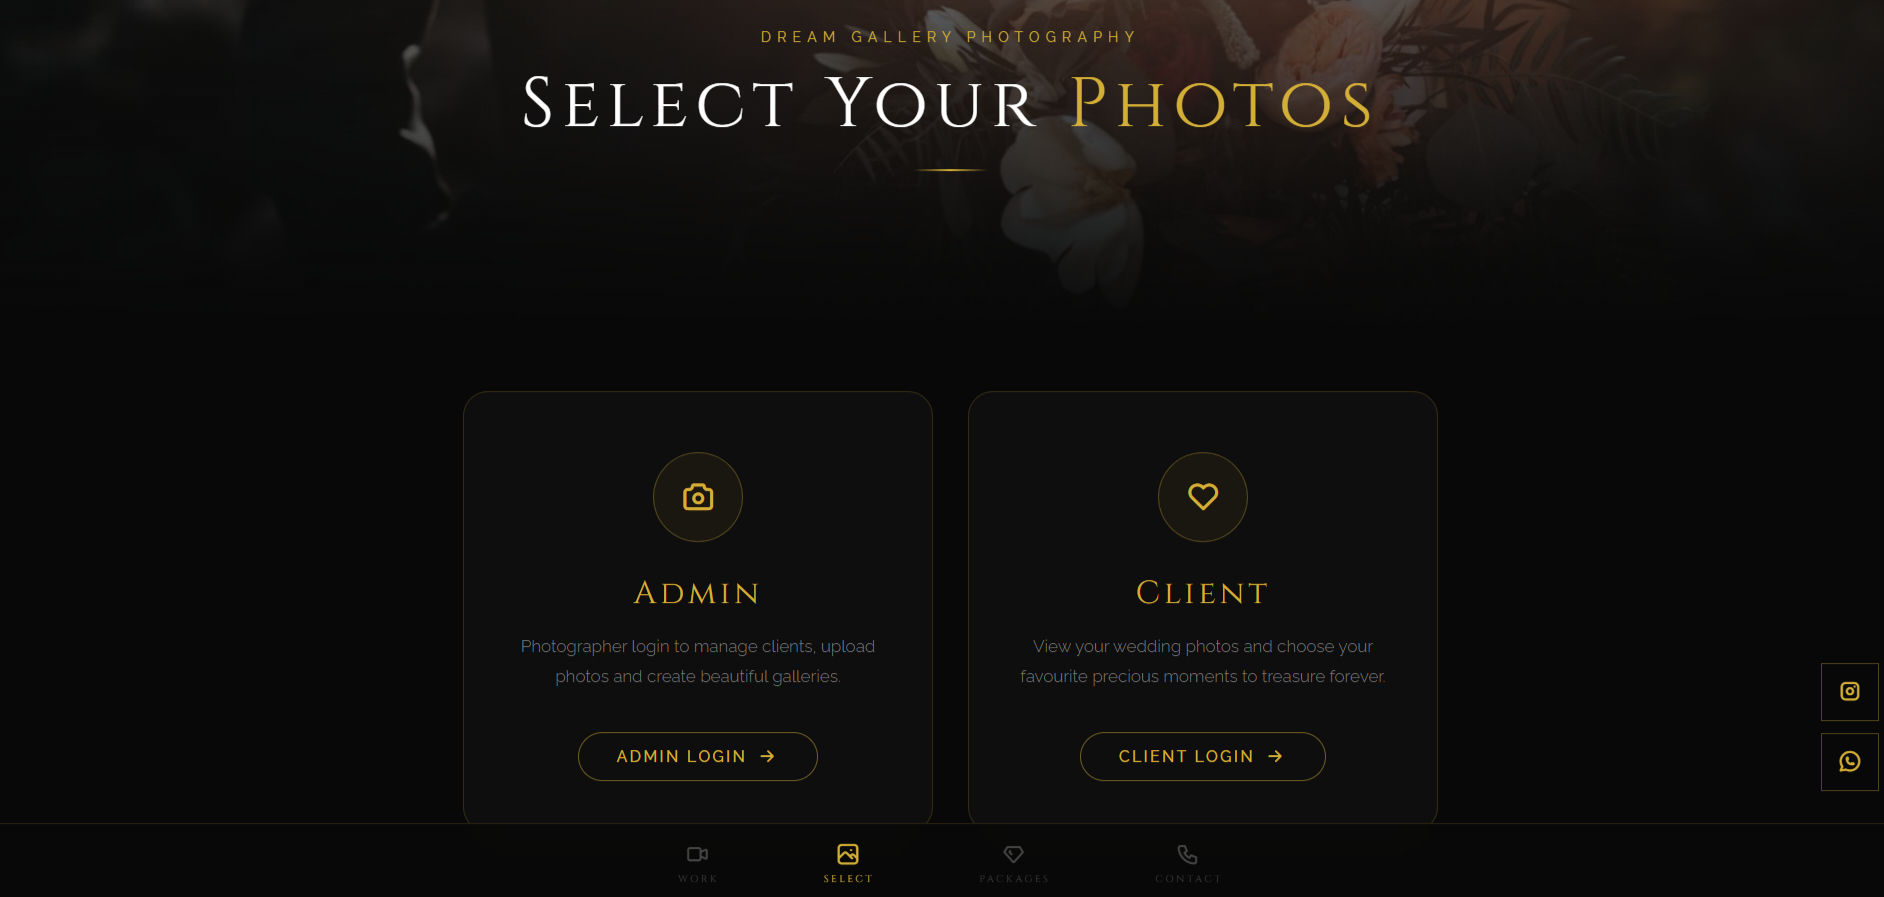 DREAM GALLERY PHOTOGRAPHY
Select Your Photos
Admin
Photographer login to manage clients, upload
photos and create beautiful galleries.
ADMIN LOGIN
Client
View your wedding photos and choose your
favourite precious moments to treasure forever.
CLIENT LOGIN
WORK
SELECT
PACKAGES
CONTACT